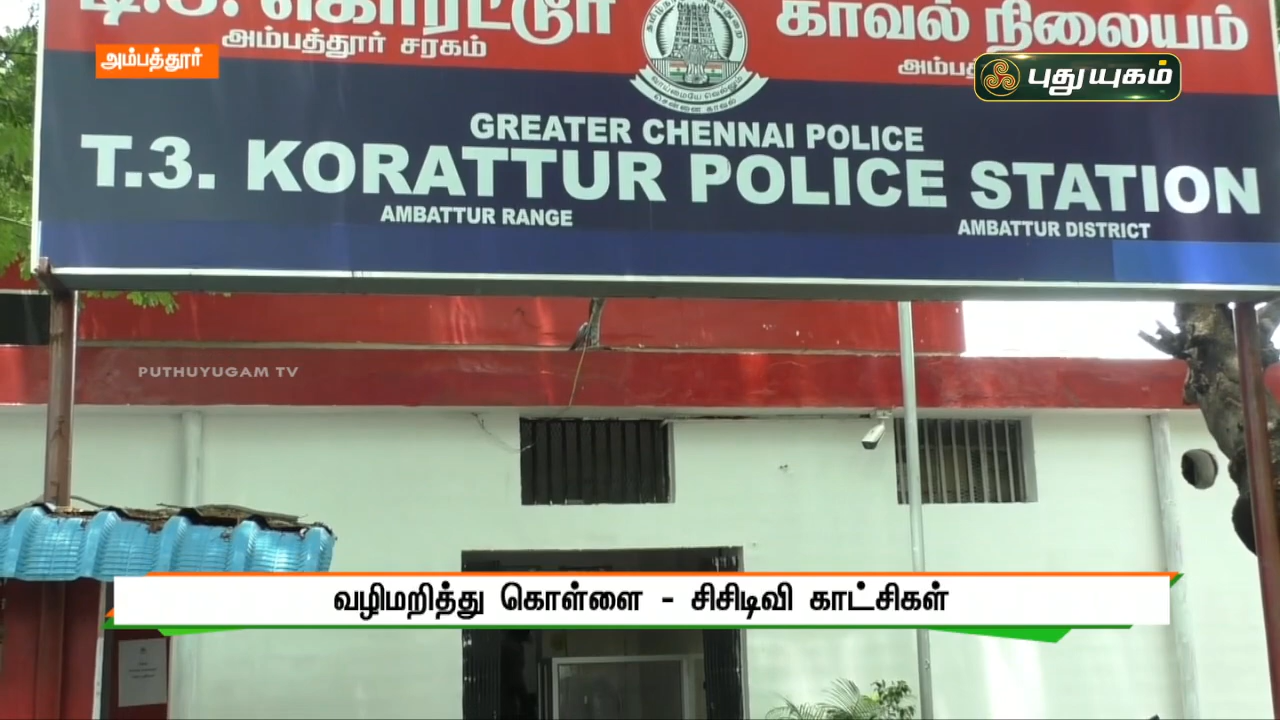 டி.3. கொரட்டூர் காவல் நிலையம்
அம்பத்தூர் சரகம்
அம்பத்தூர்
புதுயுகம்
GREATER CHENNAI POLICE
T.3. KORATTUR POLICE STATION
AMBATTUR RANGE AMBATTUR DISTRICT
PUTHUYUGAM TV
வழிமறித்து கொள்ளை - சிசிடிவி காட்சிகள்